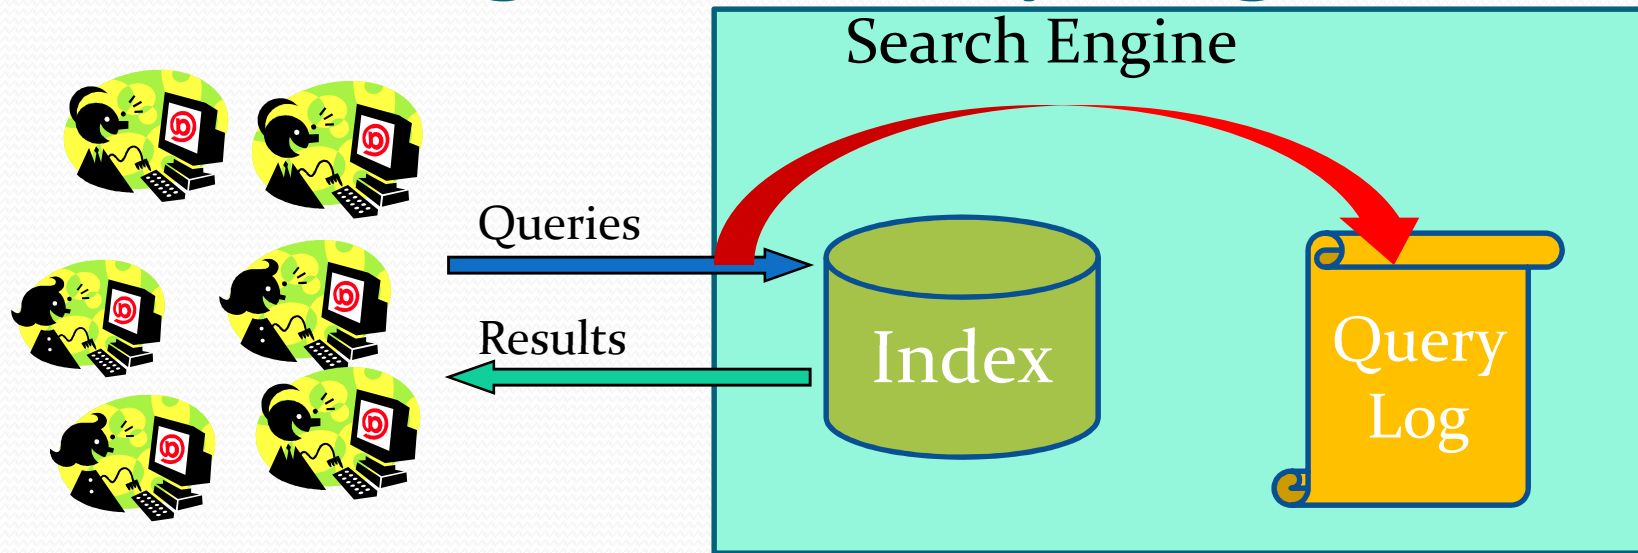 Search Engine
Queries
Results
Index
Query
Log